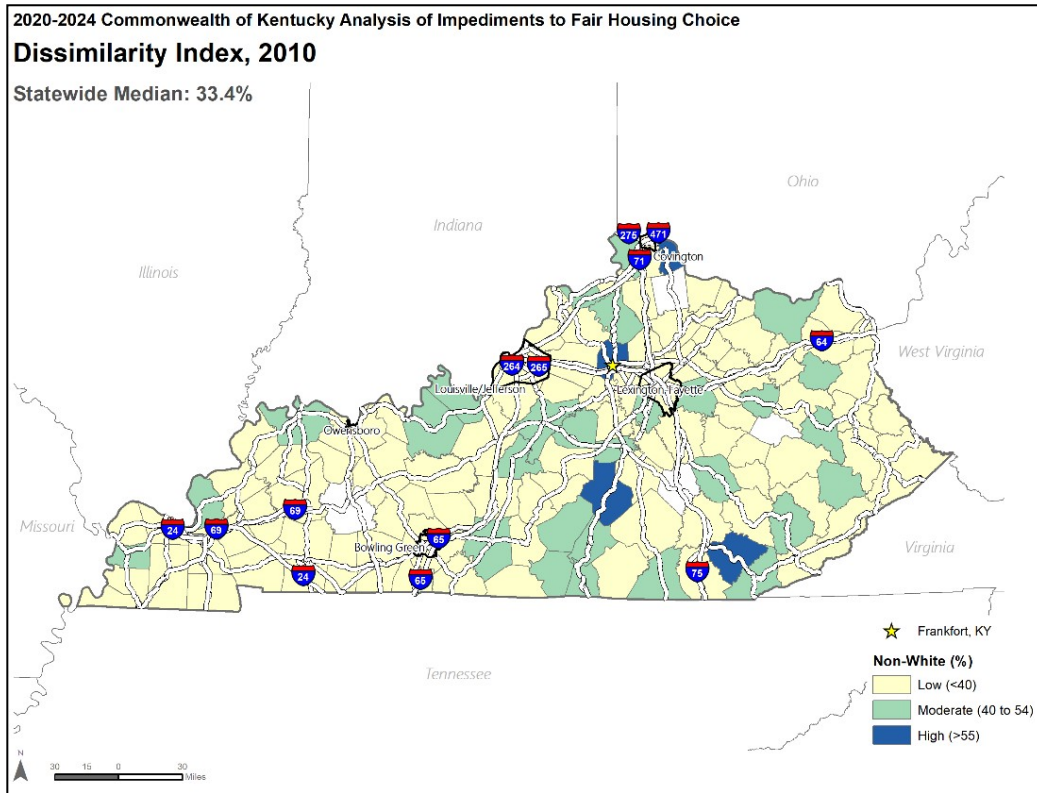 2020-2024 Commonwealth of Kentucky Analysis of Impediments to Fair Housing Choice
Dissimilarity Index, 2010
Statewide Median: 33.4%
Ohio
Indiana
Illinois
275
471
71
Covington
64
West Virginia
264
265
Louisville/Jefferson
Lexington-Fayette
Owensboro
69
Missouri
24
69
65
Bowling Green
Virginia
24
65
75
Frankfort, KY
Non-White (%)
Tennessee
Low (<40)
Moderate (40 to 54)
High (>55)
N
30 15 0 30
Miles